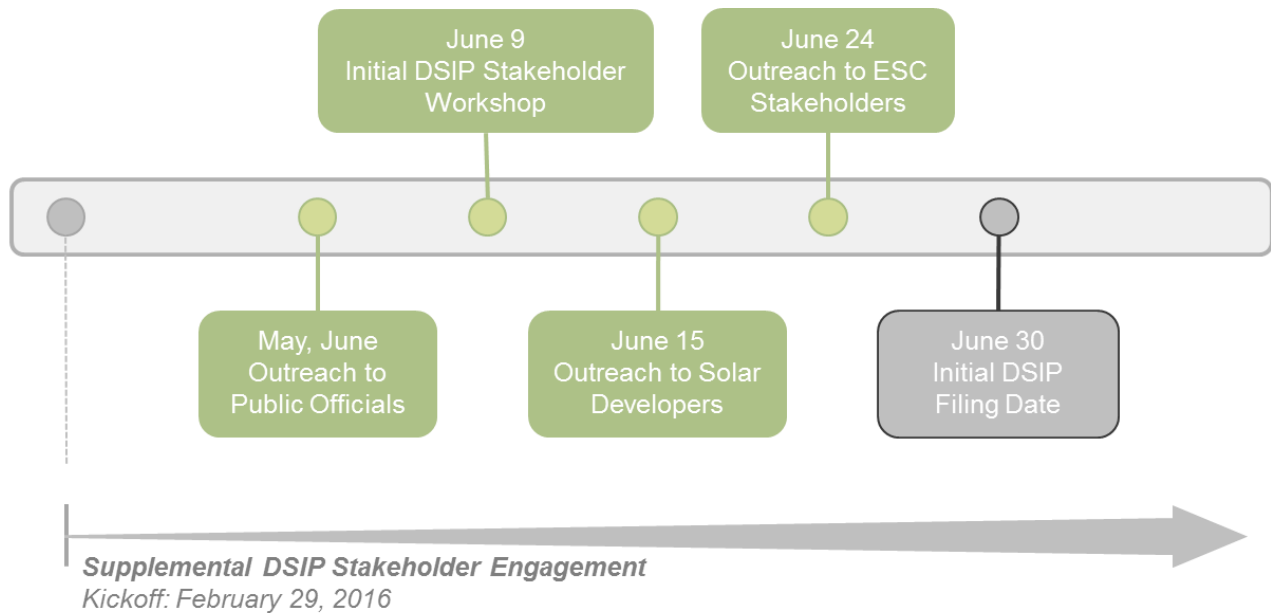 June 9
Initial DSIP Stakeholder
Workshop
June 24
Outreach to ESC
Stakeholders
May, June
Outreach to
Public Officials
June 15
Outreach to Solar
Developers
June 30
Initial DSIP
Filing Date
Supplemental DSIP Stakeholder Engagement
Kickoff: February 29, 2016